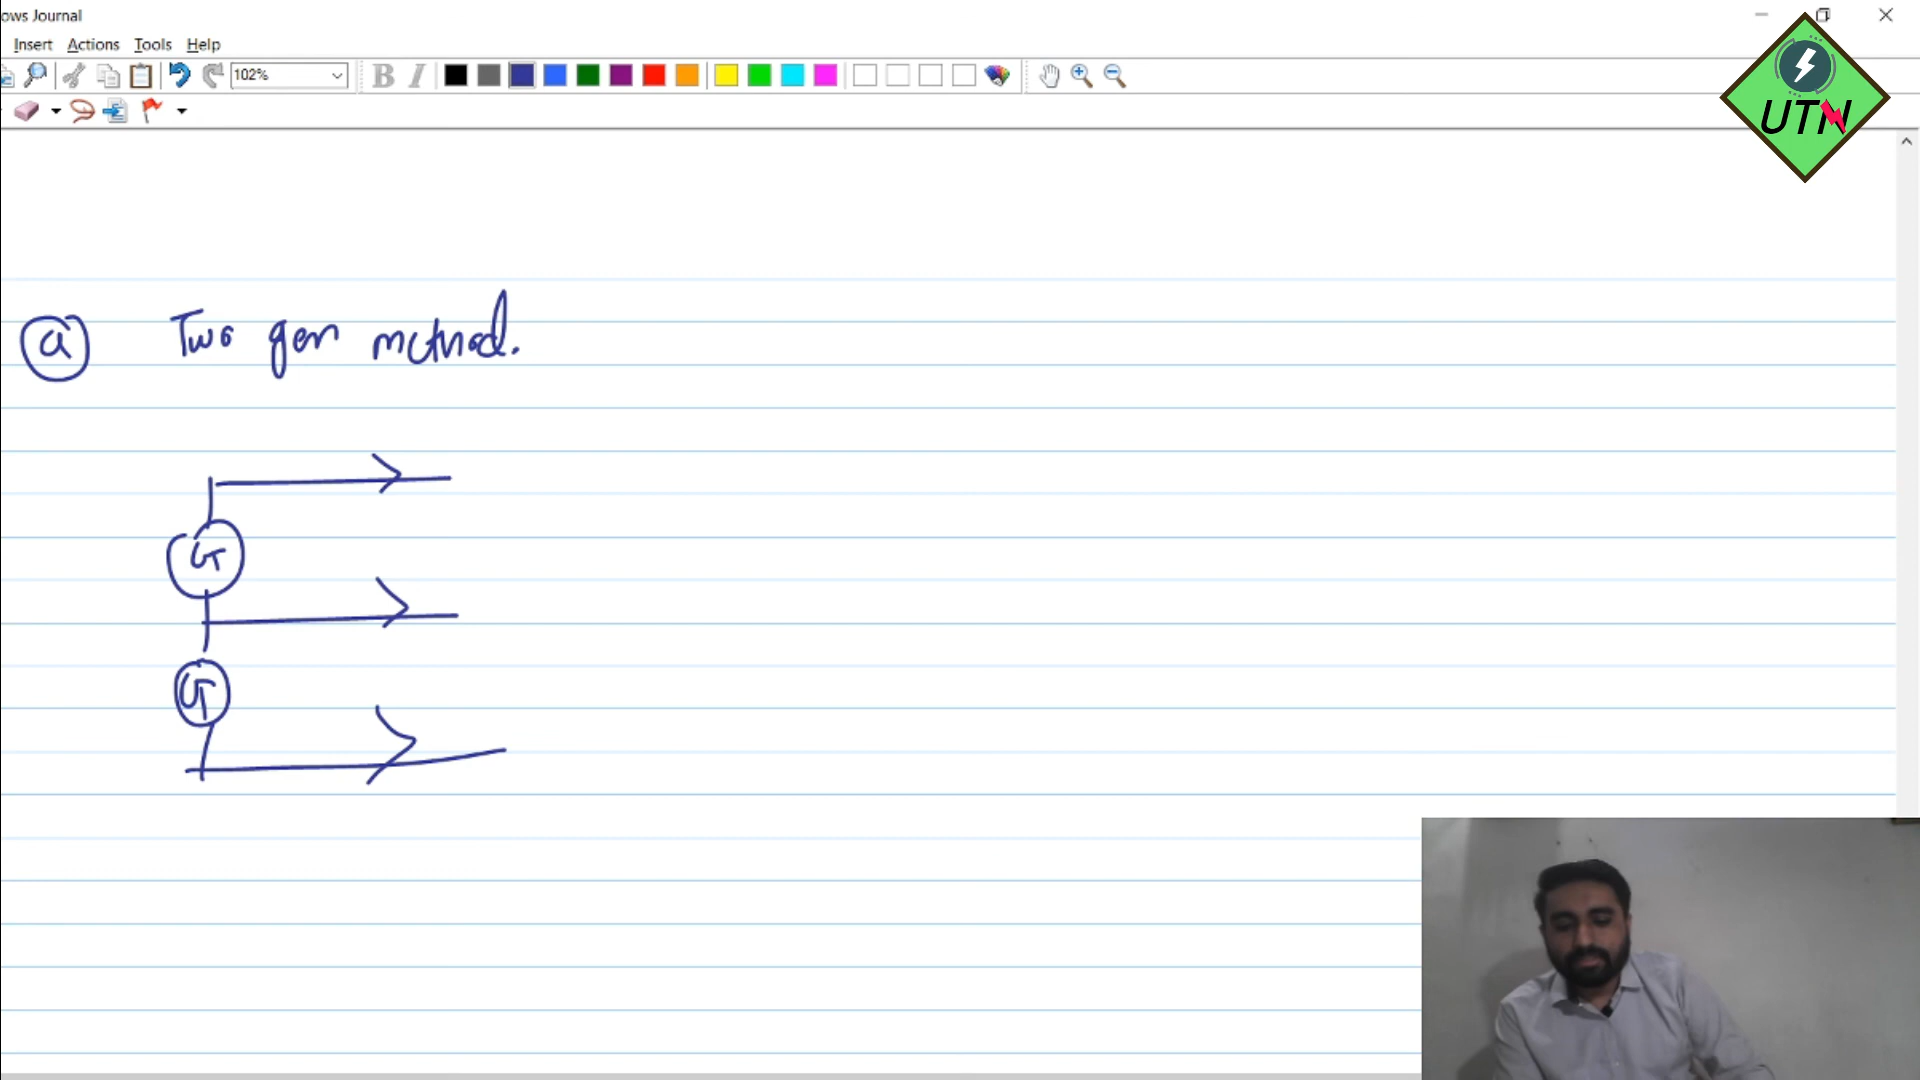 ows Journal
Insert Actions Tools Help
102% B I
UTN
a Two gen method.
G
G